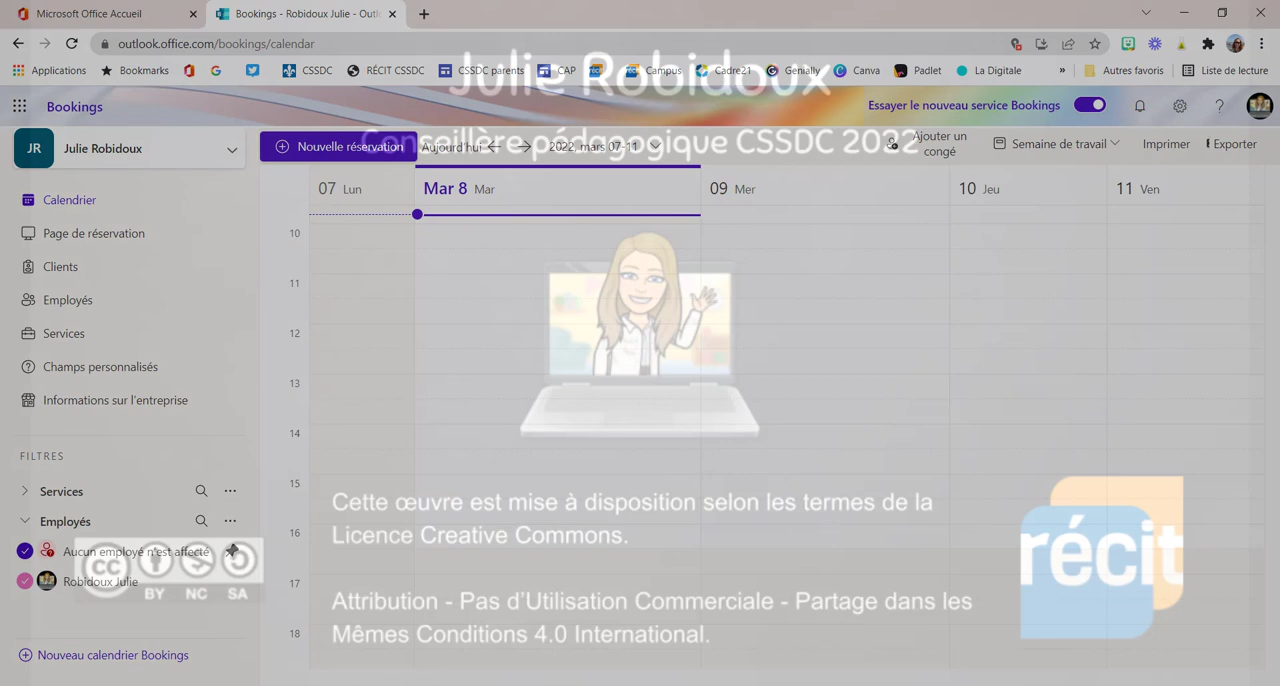 Microsoft Office Accueil
Bookings - Robidoux Julie - Outl
outlook.office.com/bookings/calendar
Applications
Bookmarks
CSSDC
RÉCIT CSSDC
CSSDC parents
CAP
Campus
Cadre21
Genially
Canva
Padlet
La Digitale
»
Autres favoris
Liste de lecture
Julie Robidoux
Conseillère pédagogique CSSDC 2022
Bookings
Essayer le nouveau service Bookings
JR
Julie Robidoux
Nouvelle réservation
Aujourd'hui
2022, mars 07-11
Ajouter un
congé
Semaine de travail
Imprimer
Exporter
07 Lun
Mar 8 Mar
09 Mer
10 Jeu
11 Ven
Calendrier
Page de réservation
Clients
Employés
Services
Champs personnalisés
Informations sur l'entreprise
FILTRES
Services
Employés
Aucun employé n'est affecté
Robidoux Julie
Nouveau calendrier Bookings
10
11
12
13
14
15
16
17
18
Cette œuvre est mise à disposition selon les termes de la
Licence Creative Commons.
Attribution - Pas d'Utilisation Commerciale - Partage dans les
Mêmes Conditions 4.0 International.
cc
BY NC SA
récit